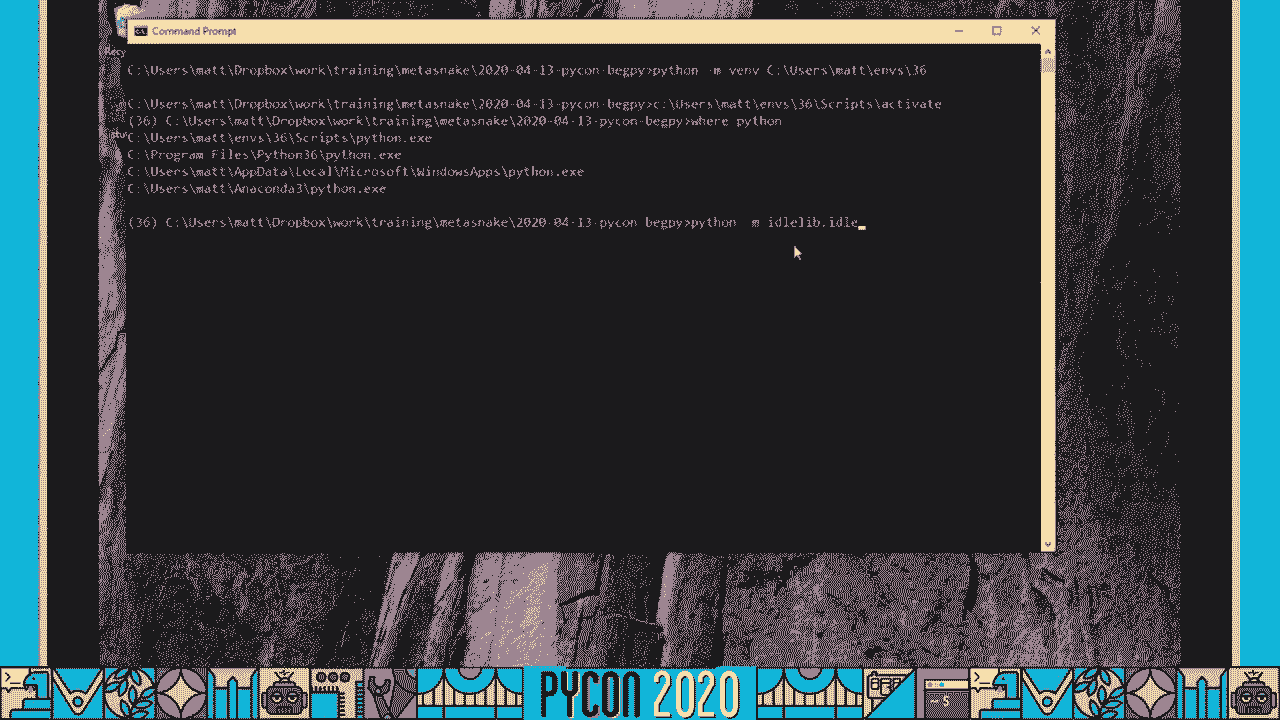 Command Prompt
C:\Users\matt\Dropbox\work\training\metasnake\2020-04-13-pycon-begpy>python -m venv C:\Users\matt\envs\36
C:\Users\matt\Dropbox\work\training\metasnake\2020-04-13-pycon-begpy>c:\Users\matt\envs\36\Scripts\activate
(36) C:\Users\matt\Dropbox\work\training\metasnake\2020-04-13-pycon-begpy>where python
C:\Users\matt\envs\36\Scripts\python.exe
C:\Program Files\Python36\python.exe
C:\Users\matt\AppData\Local\Microsoft\WindowsApps\python.exe
C:\Users\matt\Anaconda3\python.exe
(36) C:\Users\matt\Dropbox\work\training\metasnake\2020-04-13-pycon begpy>python -m idlelib.idle
PYCON 2020